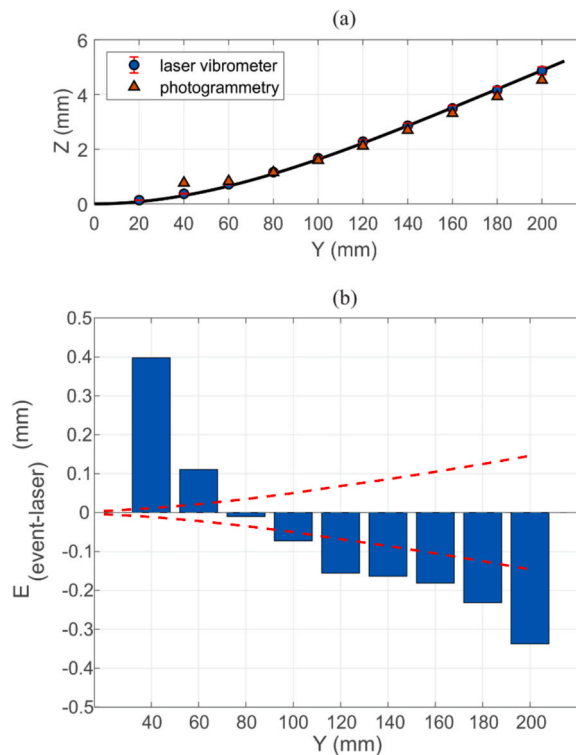 (a)
laser vibrometer
photogrammetry
Z (mm)
6
4
2
0
0 20 40 60 80 100 120 140 160 180 200
Y (mm)
(b)
E (event-laser) (mm)
0.5
0.4
0.3
0.2
0.1
0
-0.1
-0.2
-0.3
-0.4
-0.5
40 60 80 100 120 140 160 180 200
Y (mm)